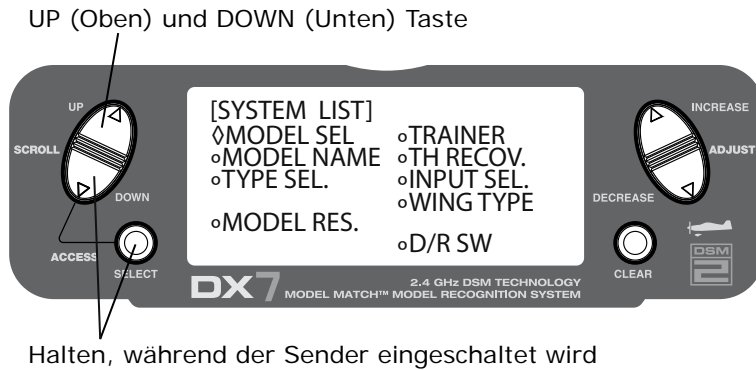 UP (Oben) und DOWN (Unten) Taste
UP
SCROLL
DOWN
ACCESS
SELECT
[SYSTEM LIST]
◊MODEL SEL
∘MODEL NAME
∘TYPE SEL.
∘MODEL RES.
∘TRAINER
∘TH RECOV.
∘INPUT SEL.
∘WING TYPE
∘D/R SW
INCREASE
ADJUST
DECREASE
CLEAR
DSM
2
DX7
2.4 GHz DSM TECHNOLOGY
MODEL MATCH™ MODEL RECOGNITION SYSTEM
Halten, während der Sender eingeschaltet wird